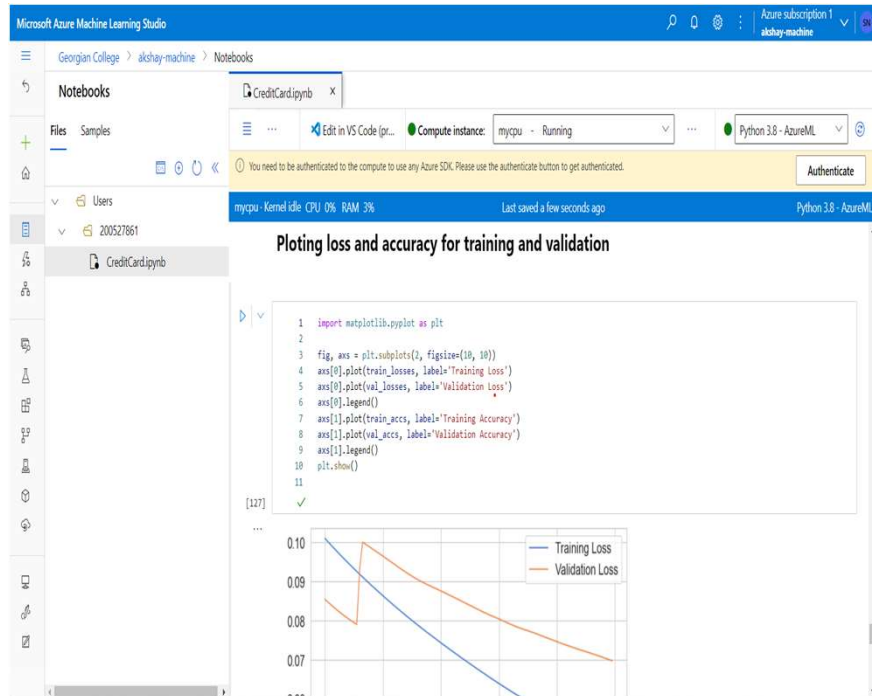 Microsoft Azure Machine Learning Studio
Azure subscription 1
akshay-machine
SN
Georgian College > akshay-machine > Notebooks
Notebooks
CreditCard.ipynb x
Files Samples
... Edit in VS Code (pr... Compute instance: mycpu - Running ... Python 3.8 - AzureML
You need to be authenticated to the compute to use any Azure SDK. Please use the authenticate button to get authenticated.
Authenticate
Users
200527861
CreditCard.ipynb
mycpu · Kernel idle CPU 0% RAM 3% Last saved a few seconds ago Python 3.8 - AzureML
Ploting loss and accuracy for training and validation
1 import matplotlib.pyplot as plt
2
3 fig, axs = plt.subplots(2, figsize=(10, 10))
4 axs[0].plot(train_losses, label='Training Loss')
5 axs[0].plot(val_losses, label='Validation Loss')
6 axs[0].legend()
7 axs[1].plot(train_accs, label='Training Accuracy')
8 axs[1].plot(val_accs, label='Validation Accuracy')
9 axs[1].legend()
10 plt.show()
11
[127]
...
Training Loss
Validation Loss
0.10
0.09
0.08
0.07